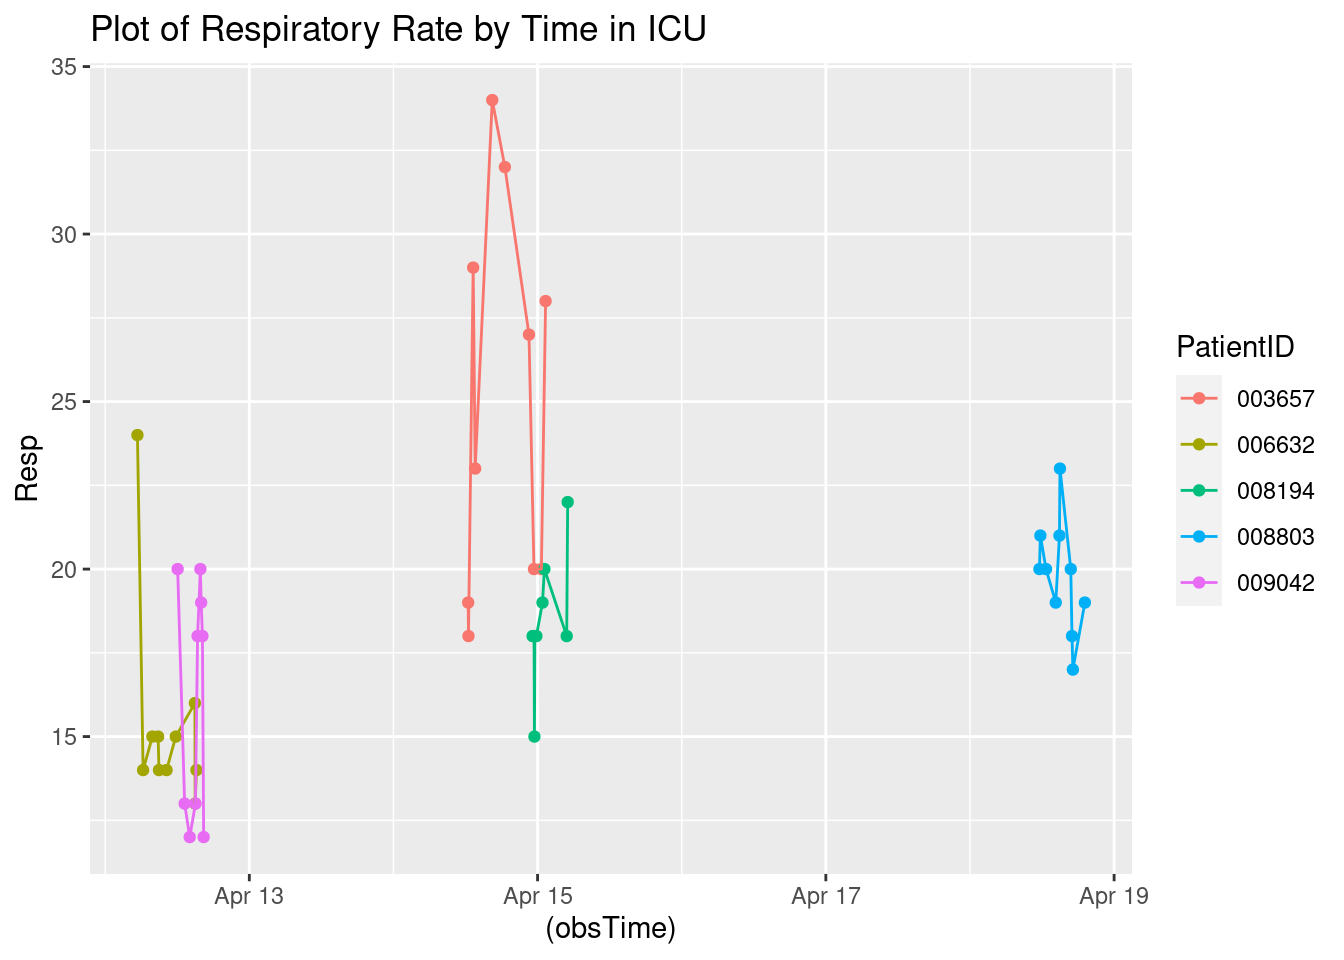 Plot of Respiratory Rate by Time in ICU
35
30
25
20
15
Resp
Apr 13
Apr 15
Apr 17
Apr 19
(obsTime)
PatientID
003657
006632
008194
008803
009042